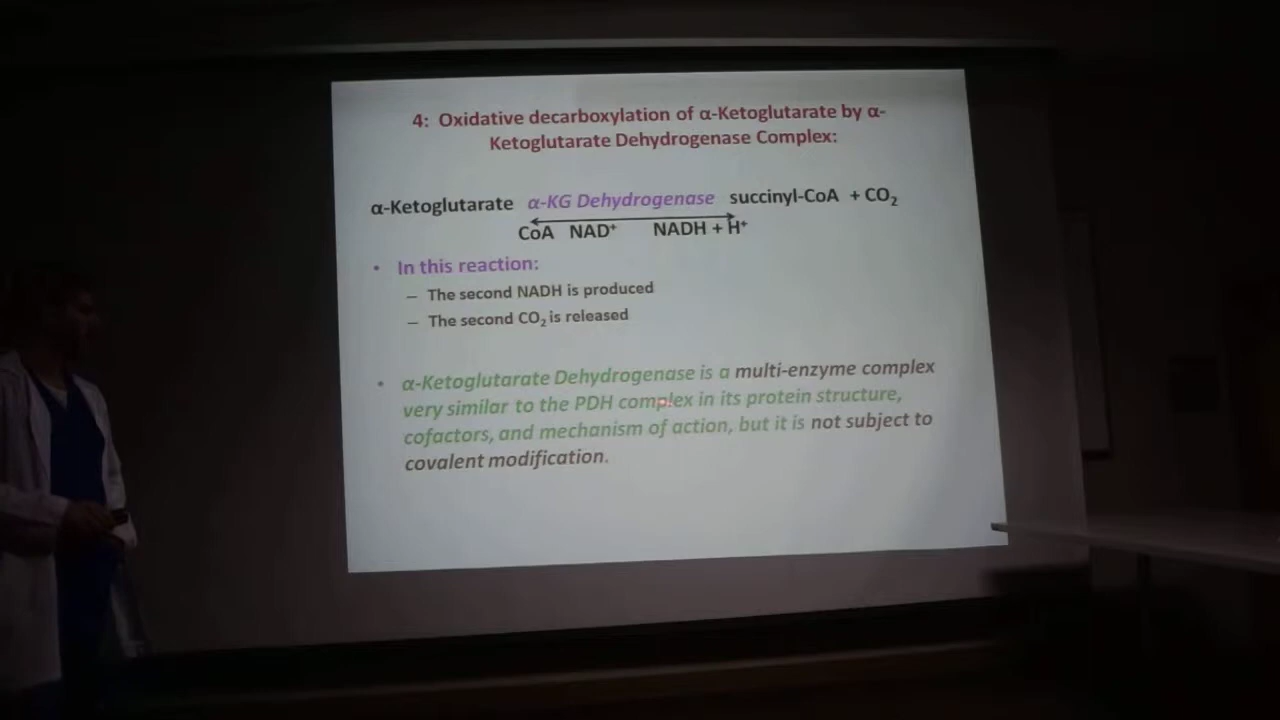 4: Oxidative decarboxylation of α-Ketoglutarate by α-
Ketoglutarate Dehydrogenase Complex:
α-Ketoglutarate α-KG Dehydrogenase succinyl-CoA + CO₂
CoA NAD⁺ NADH + H⁺
• In this reaction:
– The second NADH is produced
– The second CO₂ is released
• α-Ketoglutarate Dehydrogenase is a multi-enzyme complex
very similar to the PDH complex in its protein structure,
cofactors, and mechanism of action, but it is not subject to
covalent modification.